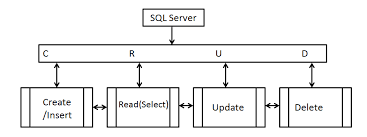 SQL Server
C R U D
Create
/Insert
Read(Select)
Update
Delete